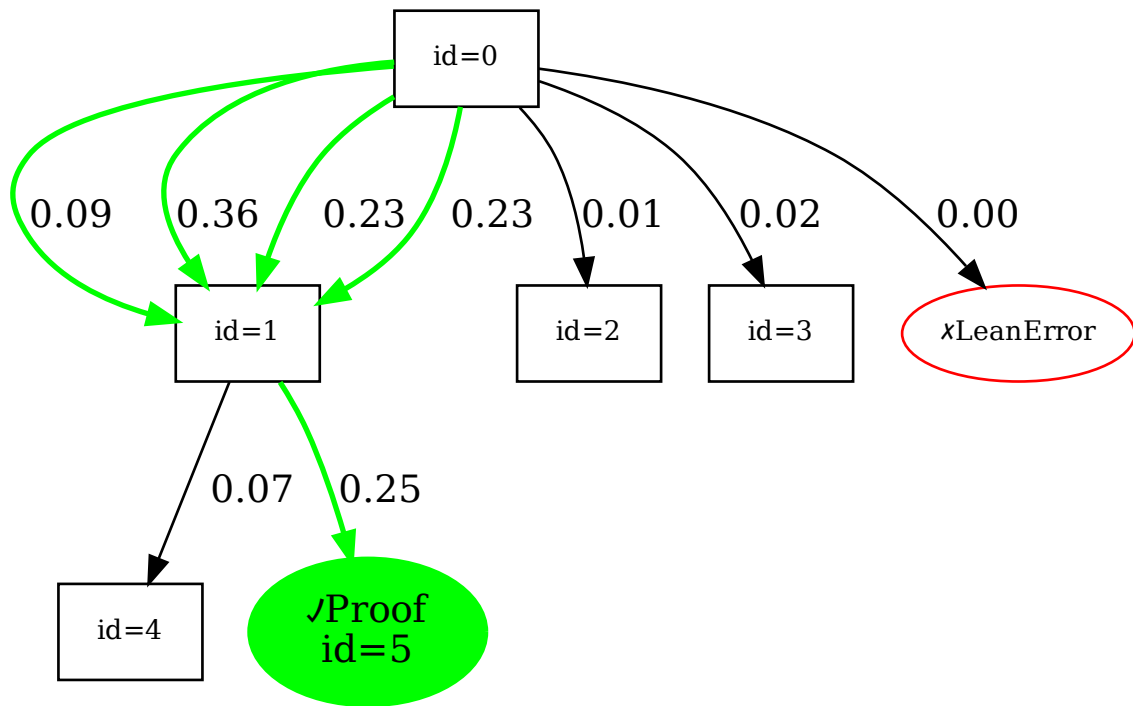 id=0
0.09
0.36
0.23
0.23
0.01
0.02
0.00
id=1
id=2
id=3
✗LeanError
0.07
0.25
id=4
✓Proof
id=5